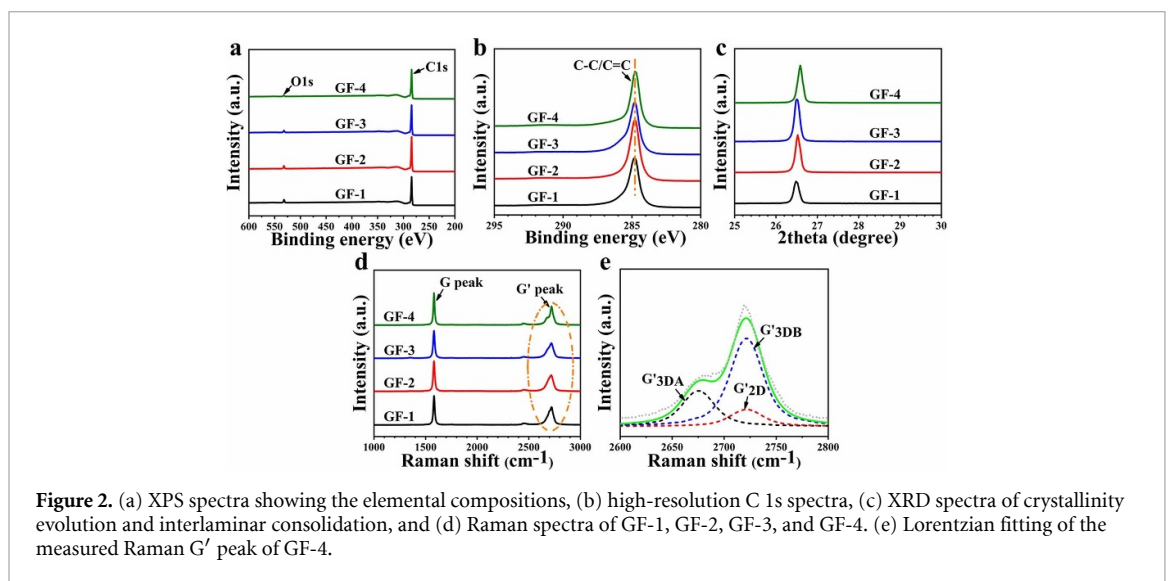 a
O1s
C1s
GF-4
GF-3
GF-2
GF-1
Intensity (a.u.)
600 550 500 450 400 350 300 250 200
Binding energy (eV)
b
C-C/C=C
GF-4
GF-3
GF-2
GF-1
Intensity (a.u.)
295 290 285 280
Binding energy (eV)
c
GF-4
GF-3
GF-2
GF-1
Intensity (a.u.)
25 26 27 28 29 30
2theta (degree)
d
G peak
G' peak
GF-4
GF-3
GF-2
GF-1
Intensity (a.u.)
1000 1500 2000 2500 3000
Raman shift (cm-1)
e
G'3DB
G'3DA
G'2D
Intensity (a.u.)
2600 2650 2700 2750 2800
Raman shift (cm-1)
Figure 2. (a) XPS spectra showing the elemental compositions, (b) high-resolution C 1s spectra, (c) XRD spectra of crystallinity
evolution and interlaminar consolidation, and (d) Raman spectra of GF-1, GF-2, GF-3, and GF-4. (e) Lorentzian fitting of the
measured Raman G′ peak of GF-4.